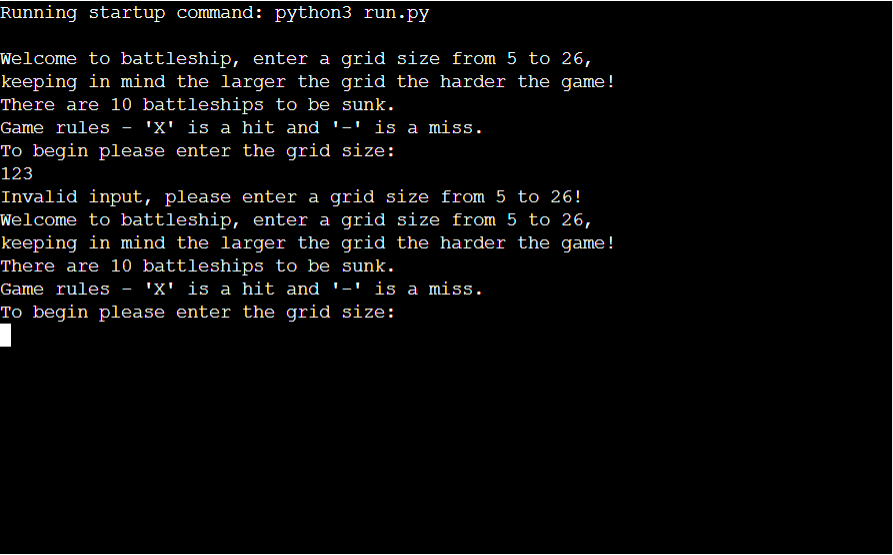 Running startup command: python3 run.py
Welcome to battleship, enter a grid size from 5 to 26,
keeping in mind the larger the grid the harder the game!
There are 10 battleships to be sunk.
Game rules - 'X' is a hit and '-' is a miss.
To begin please enter the grid size:
123
Invalid input, please enter a grid size from 5 to 26!
Welcome to battleship, enter a grid size from 5 to 26,
keeping in mind the larger the grid the harder the game!
There are 10 battleships to be sunk.
Game rules - 'X' is a hit and '-' is a miss.
To begin please enter the grid size: